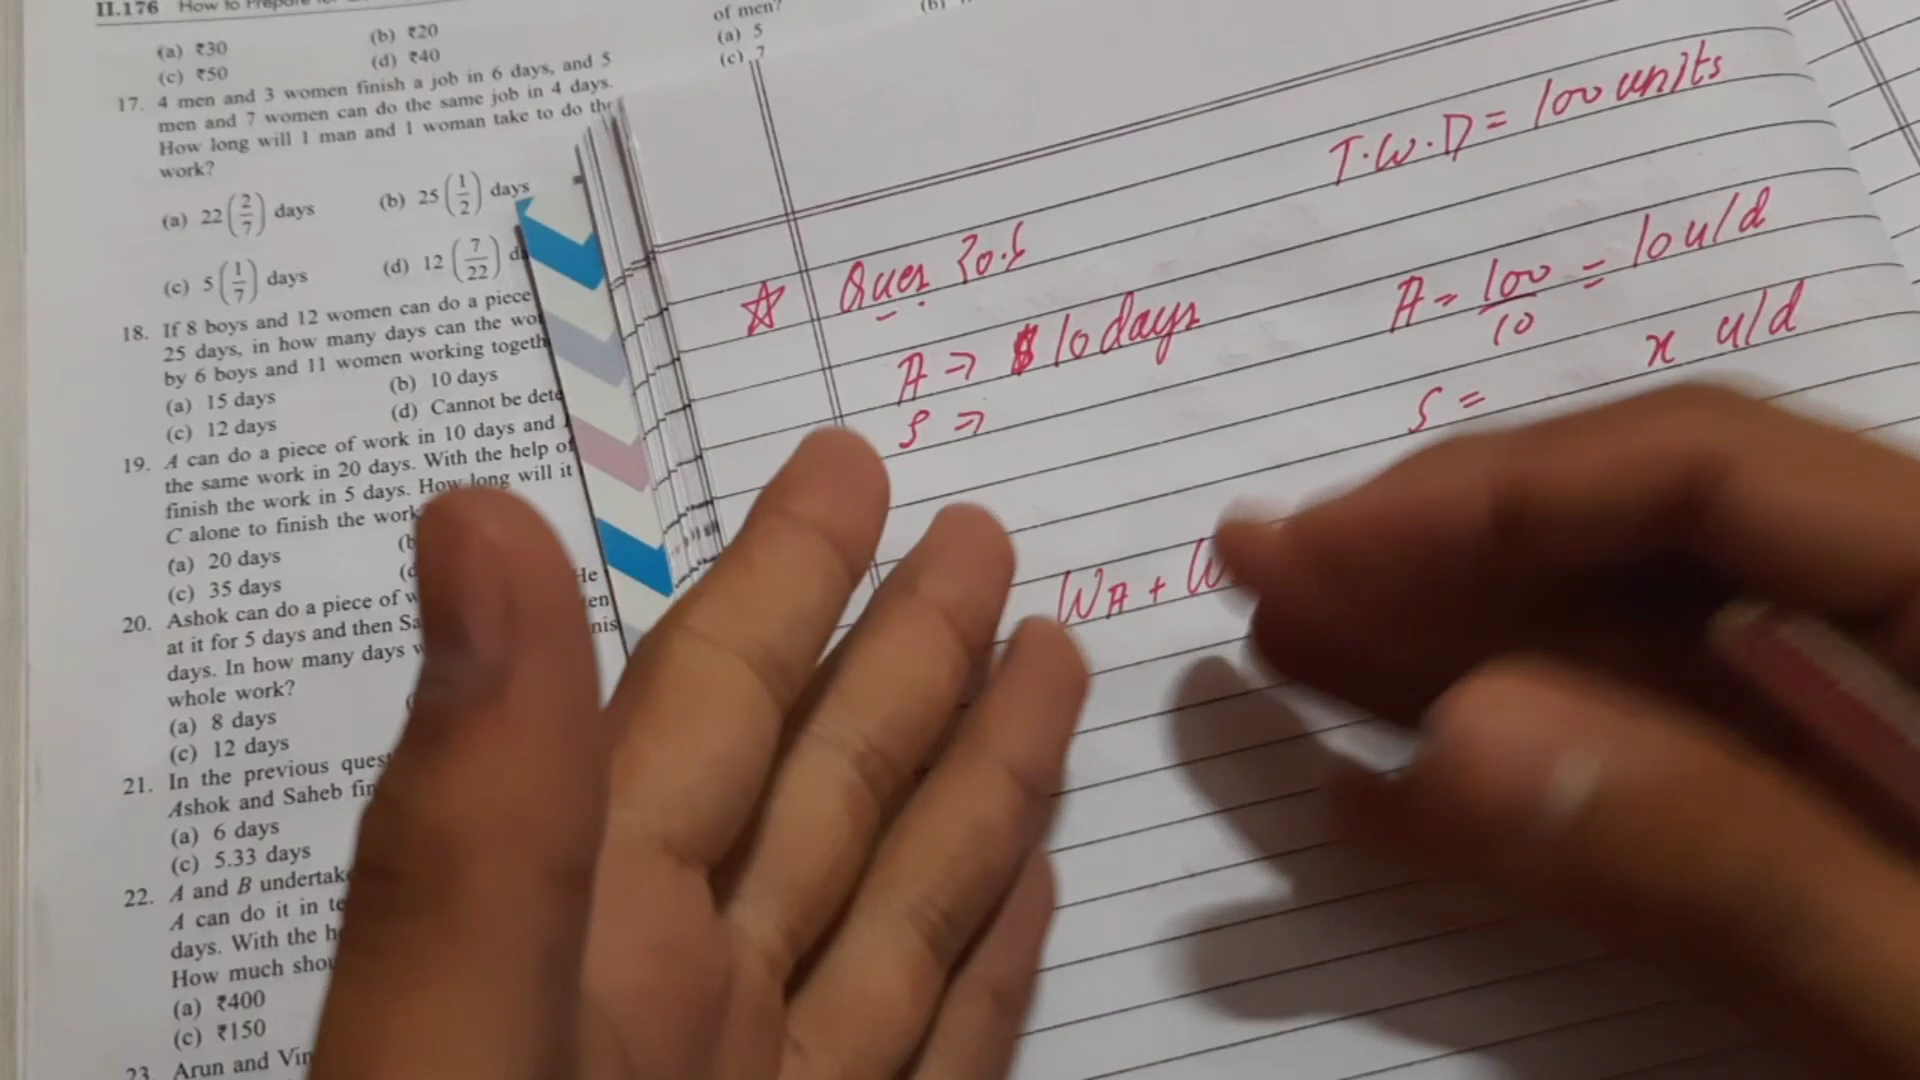 II.176 How to Prepare for
(a) ₹30 (b) ₹20
(c) ₹50 (d) ₹40
17. 4 men and 3 women finish a job in 6 days, and 5
men and 7 women can do the same job in 4 days.
How long will 1 man and 1 woman take to do the
work?
(a) 22 (2/7) days (b) 25 (1/2) days
(c) 5 (1/7) days (d) 12 (7/22)
18. If 8 boys and 12 women can do a piece
25 days, in how many days can the
by 6 boys and 11 women working
(a) 15 days (b) 10 days
(c) 12 days (d) Cannot be
19. A can do a piece of work in 10 days and
the same work in 20 days. With the help of
finish the work in 5 days. How long will it
C alone to finish the work
(a) 20 days
(c) 35 days
20. Ashok can do a piece of He
at it for 5 days and then
days. In how many days
whole work?
(a) 8 days
(c) 12 days
21. In the previous
Ashok and Saheb
(a) 6 days
(c) 5.33 days
22. A and B
A can do it in
days. With the
How much
(a) ₹400
(c) ₹150
23. Arun and
of men?
(a) 5
(c) 7
(b)
T.W.D = 100 units
Ques 20.
A ⇒ 10 days
S ⇒
A = 100/10 = 10 u/d
S = x u/d
WA + W